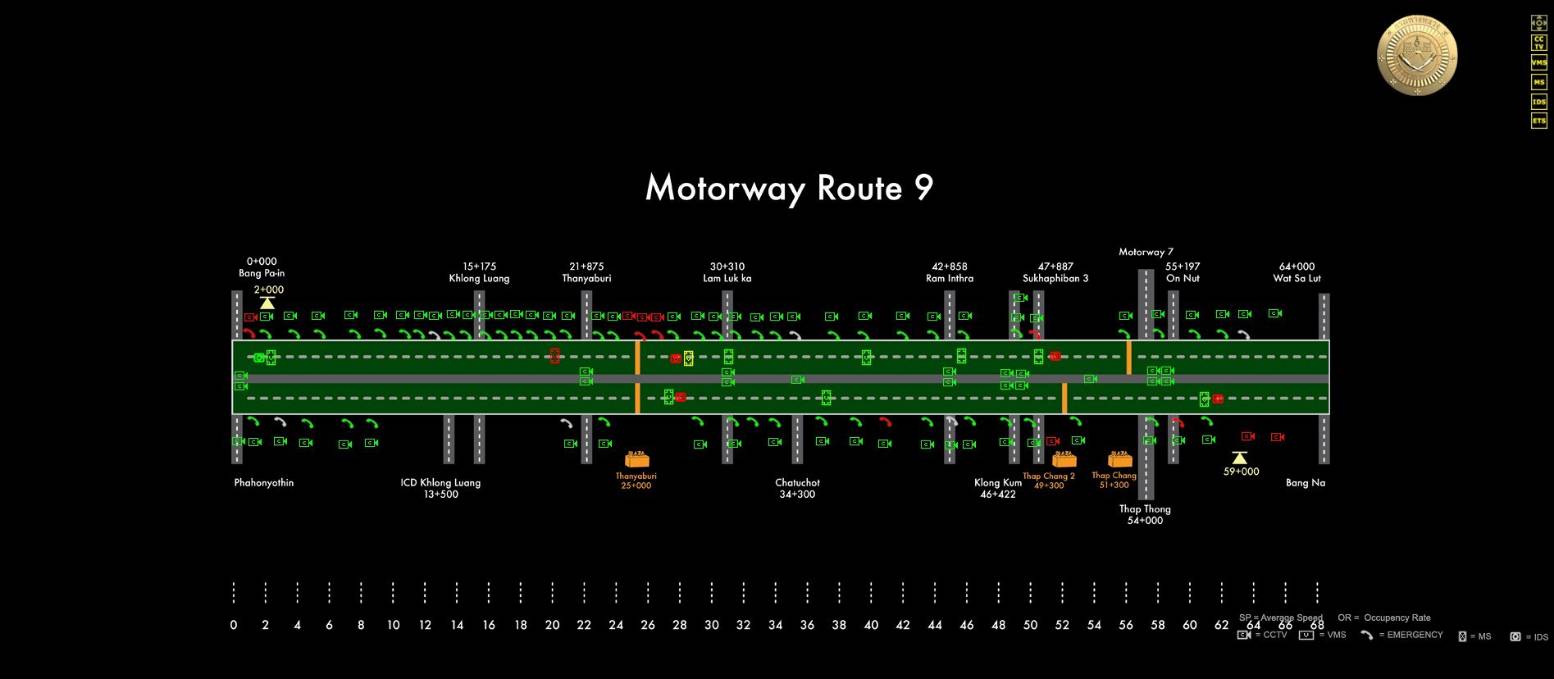 CC
TV
VMS
MS
IDS
ETS
Motorway Route 9
0+000
Bang Pa-in
2+000
15+175
Khlong Luang
21+875
Thanyaburi
30+310
Lam Luk ka
42+858
Ram Inthra
47+887
Sukhaphiban 3
Motorway 7
55+197
On Nut
64+000
Wat Sa Lut
Phahonyothin
ICD Khlong Luang
13+500
Thanyaburi
25+000
Chatuchot
34+300
Klong Kum
46+422
Thap Chang 2
49+300
Thap Chang
51+300
Thap Thong
54+000
59+000
Bang Na
0 2 4 6 8 10 12 14 16 18 20 22 24 26 28 30 32 34 36 38 40 42 44 46 48 50 52 54 56 58 60 62 64 66 68
SP = Average Speed OR = Occupency Rate
= CCTV = VMS = EMERGENCY = MS = IDS